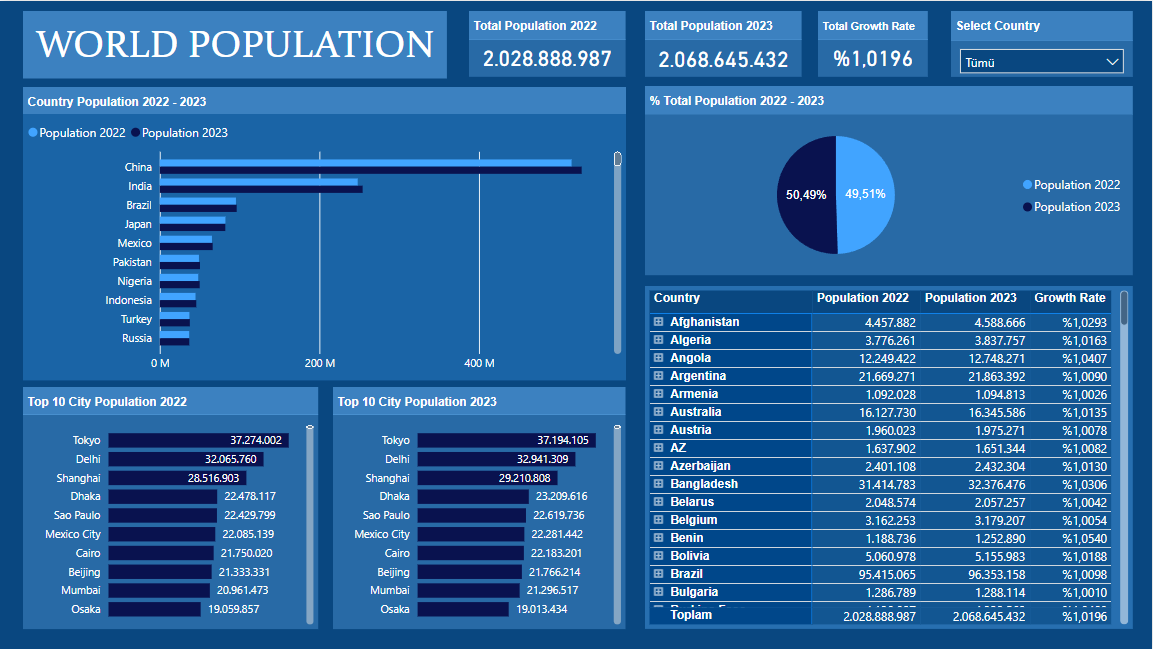 WORLD POPULATION
Total Population 2022
2.028.888.987
Total Population 2023
2.068.645.432
Total Growth Rate
%1,0196
Select Country
Tümü
Country Population 2022 - 2023
Population 2022 Population 2023
China
India
Brazil
Japan
Mexico
Pakistan
Nigeria
Indonesia
Turkey
Russia
0 M 200 M 400 M
% Total Population 2022 - 2023
50,49% 49,51%
Population 2022
Population 2023
Top 10 City Population 2022
Tokyo 37.274.002
Delhi 32.065.760
Shanghai 28.516.903
Dhaka 22.478.117
Sao Paulo 22.429.799
Mexico City 22.085.139
Cairo 21.750.020
Beijing 21.333.331
Mumbai 20.961.473
Osaka 19.059.857
Top 10 City Population 2023
Tokyo 37.194.105
Delhi 32.941.309
Shanghai 29.210.808
Dhaka 23.209.616
Sao Paulo 22.619.736
Mexico City 22.281.442
Cairo 22.183.201
Beijing 21.766.214
Mumbai 21.296.517
Osaka 19.013.434
Country Population 2022 Population 2023 Growth Rate
Afghanistan 4.457.882 4.588.666 %1,0293
Algeria 3.776.261 3.837.757 %1,0163
Angola 12.249.422 12.748.271 %1,0407
Argentina 21.669.271 21.863.392 %1,0090
Armenia 1.092.028 1.094.813 %1,0026
Australia 16.127.730 16.345.586 %1,0135
Austria 1.960.023 1.975.271 %1,0078
AZ 1.637.902 1.651.344 %1,0082
Azerbaijan 2.401.108 2.432.304 %1,0130
Bangladesh 31.414.783 32.376.476 %1,0306
Belarus 2.048.574 2.057.257 %1,0042
Belgium 3.162.253 3.179.207 %1,0054
Benin 1.188.736 1.252.890 %1,0540
Bolivia 5.060.978 5.155.983 %1,0188
Brazil 95.415.065 96.353.158 %1,0098
Bulgaria 1.286.789 1.288.114 %1,0010
Toplam 2.028.888.987 2.068.645.432 %1,0196